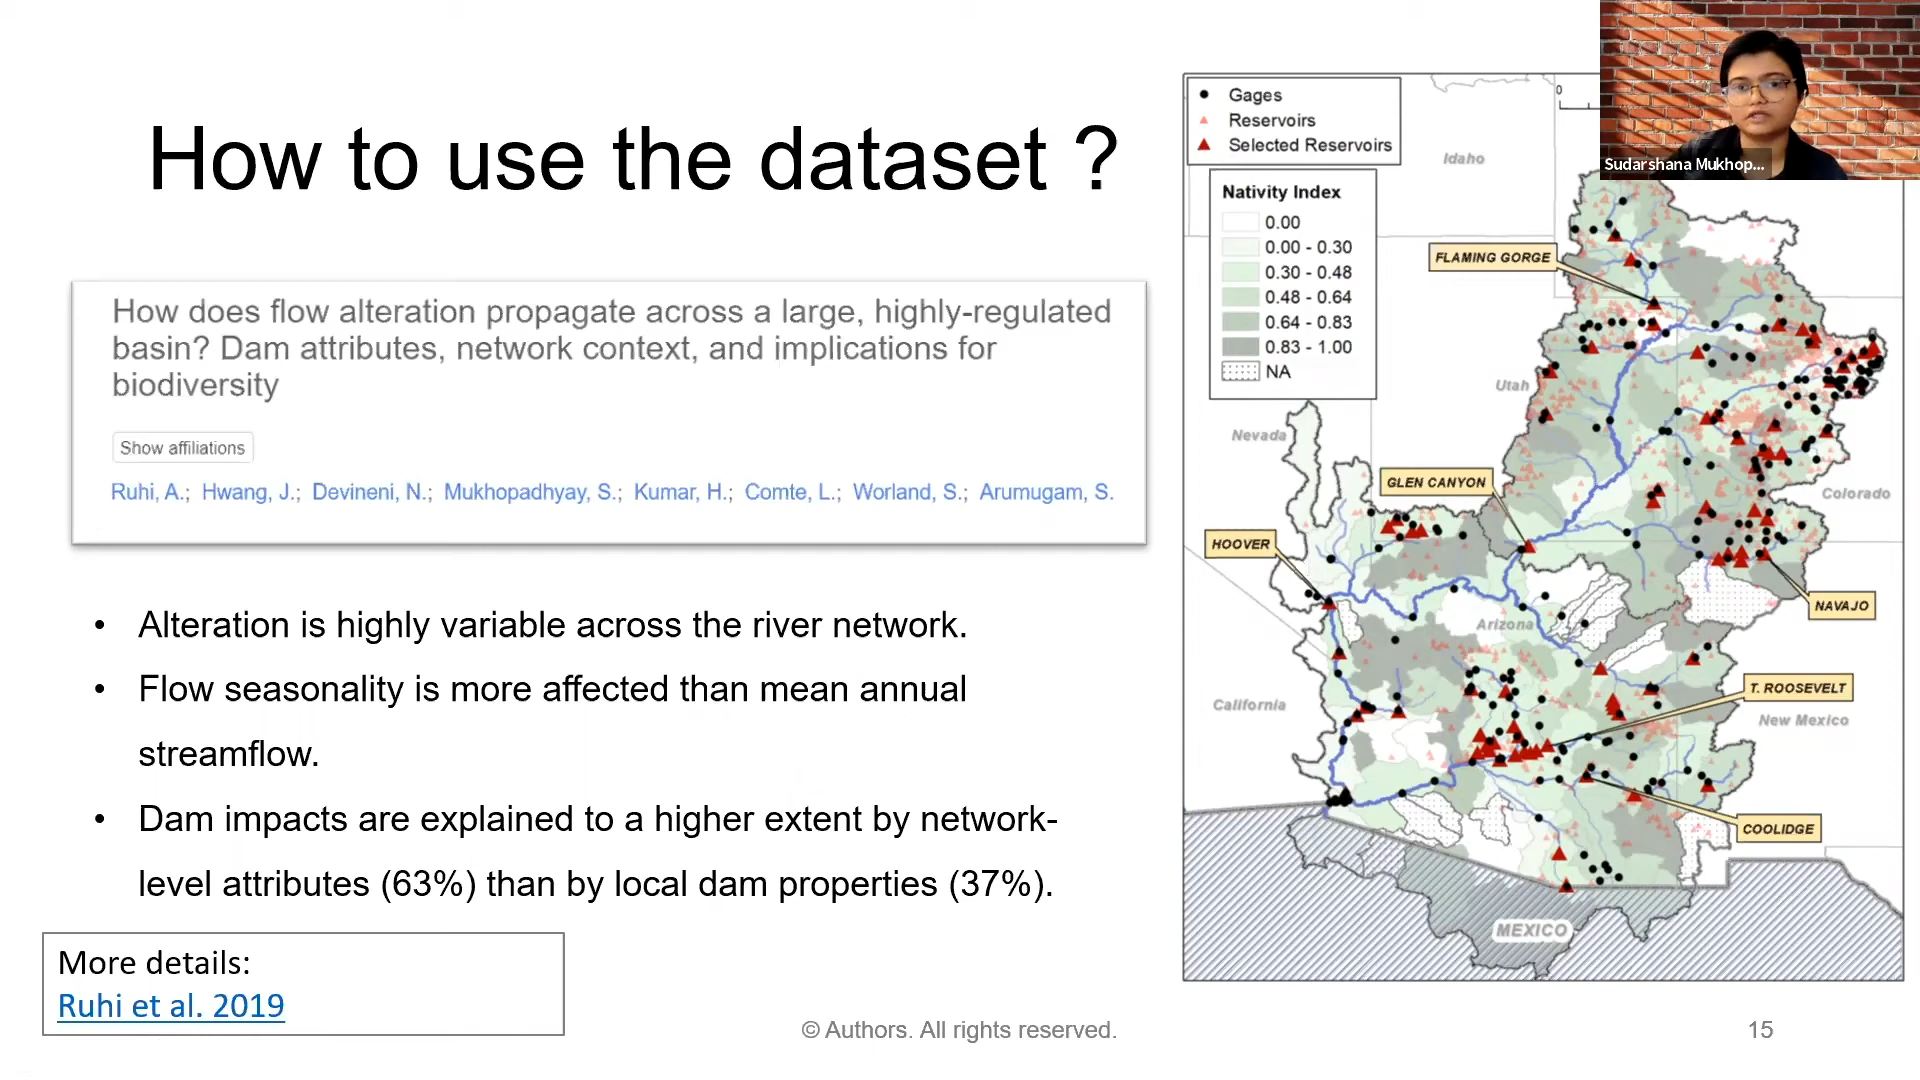 How to use the dataset ?
How does flow alteration propagate across a large, highly-regulated
basin? Dam attributes, network context, and implications for
biodiversity
Show affiliations
Ruhi, A.; Hwang, J.; Devineni, N.; Mukhopadhyay, S.; Kumar, H.; Comte, L.; Worland, S.; Arumugam, S.
• Alteration is highly variable across the river network.
• Flow seasonality is more affected than mean annual
streamflow.
• Dam impacts are explained to a higher extent by network-
level attributes (63%) than by local dam properties (37%).
More details:
Ruhi et al. 2019
© Authors. All rights reserved.
15
Gages
Reservoirs
Selected Reservoirs
Nativity Index
0.00
0.00 - 0.30
0.30 - 0.48
0.48 - 0.64
0.64 - 0.83
0.83 - 1.00
NA
0
Idaho
FLAMING GORGE
Utah
Nevada
GLEN CANYON
Colorado
HOOVER
NAVAJO
Arizona
T. ROOSEVELT
California
New Mexico
COOLIDGE
MEXICO
Sudarshana Mukhop...